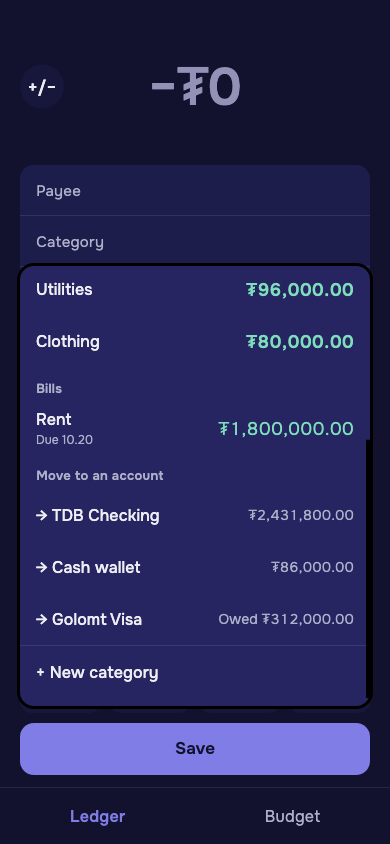 +/−
−₮0
Payee
Category
Utilities ₮96,000.00
Clothing ₮80,000.00
Bills
Rent ₮1,800,000.00
Due 10.20
Move to an account
→ TDB Checking ₮2,431,800.00
→ Cash wallet ₮86,000.00
→ Golomt Visa Owed ₮312,000.00
+ New category
Save
Ledger Budget